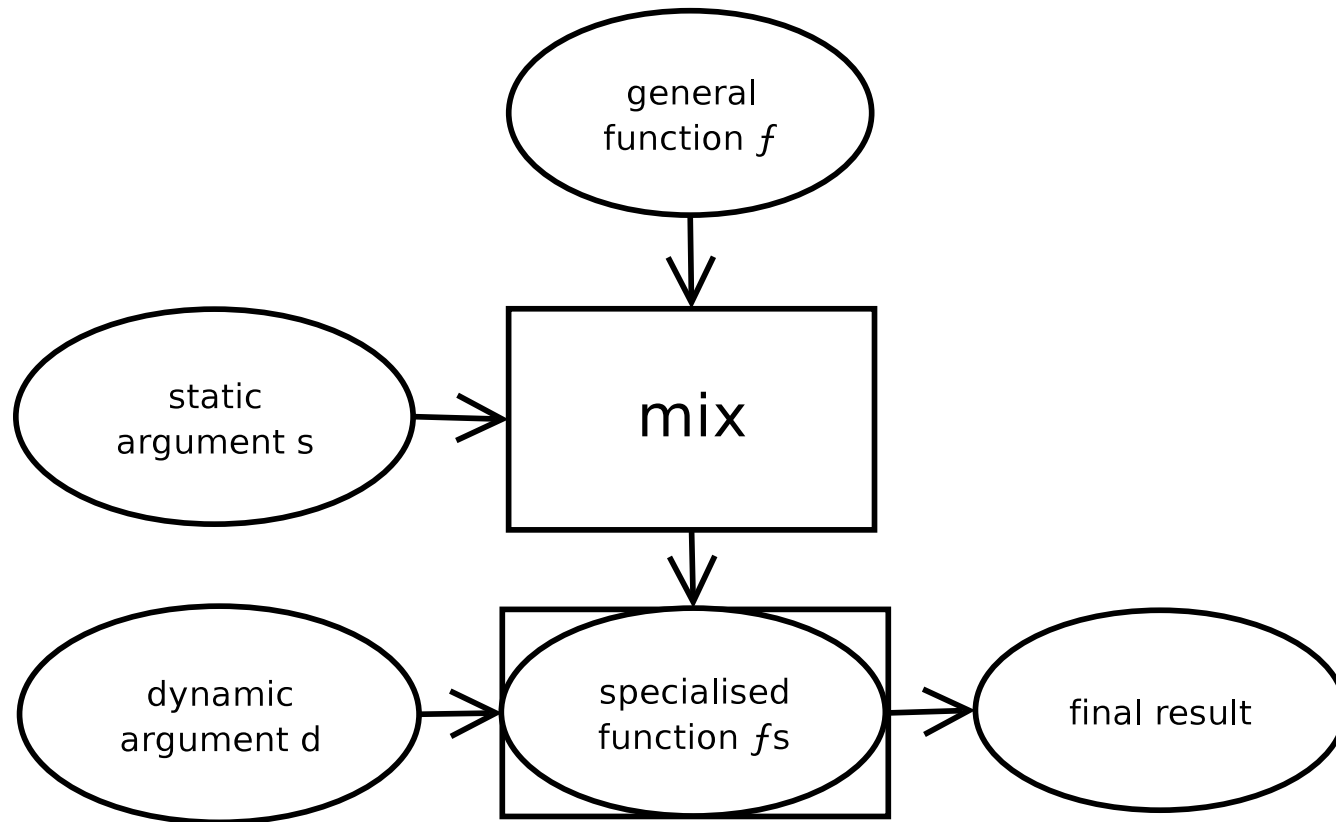 general
function ƒ
static
argument s
mix
dynamic
argument d
specialised
function ƒs
final result